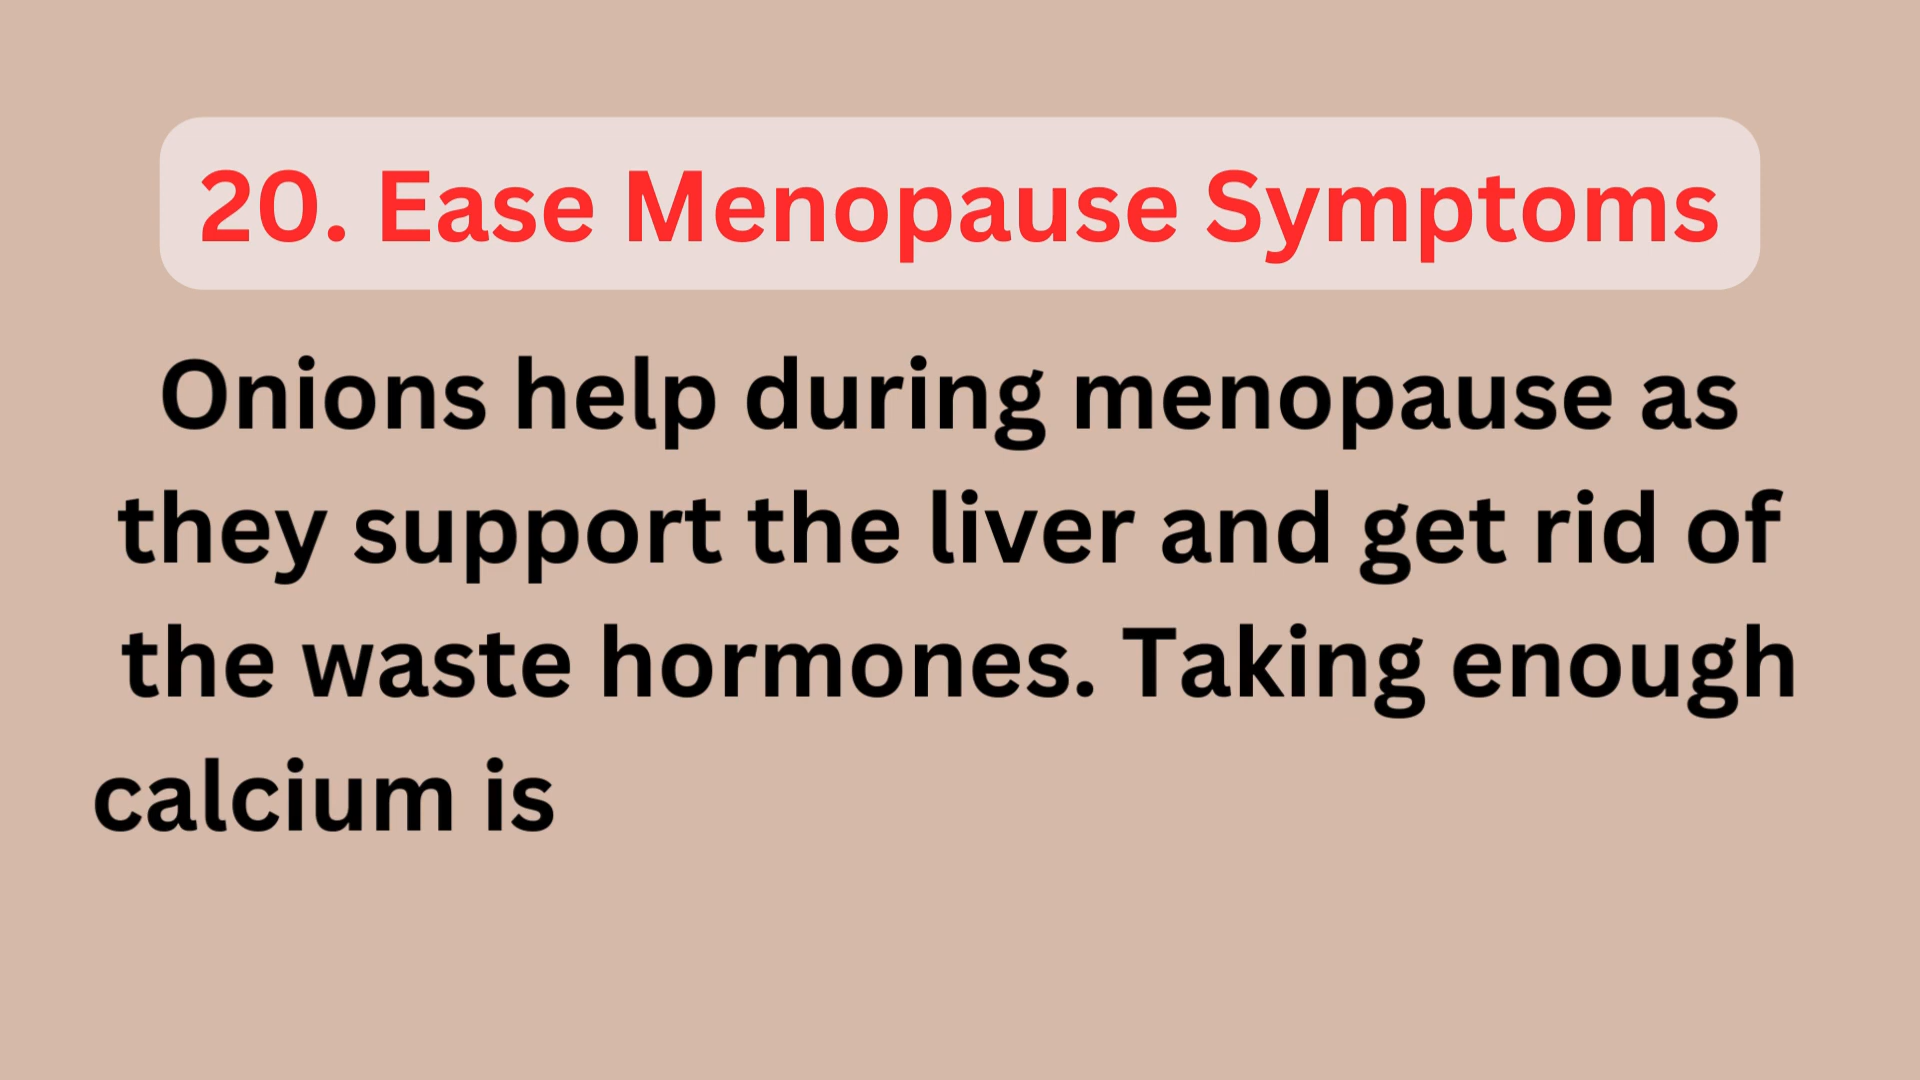 20. Ease Menopause Symptoms
Onions help during menopause as
they support the liver and get rid of
the waste hormones. Taking enough
calcium is